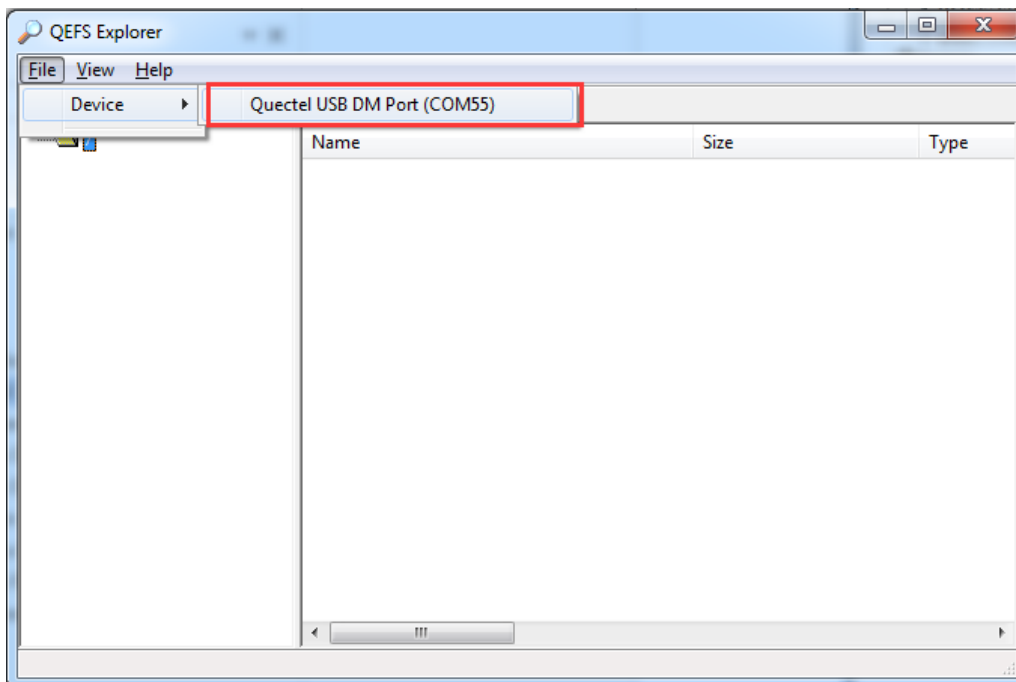 QEFS Explorer
File View Help
Device Quectel USB DM Port (COM55)
Name Size Type